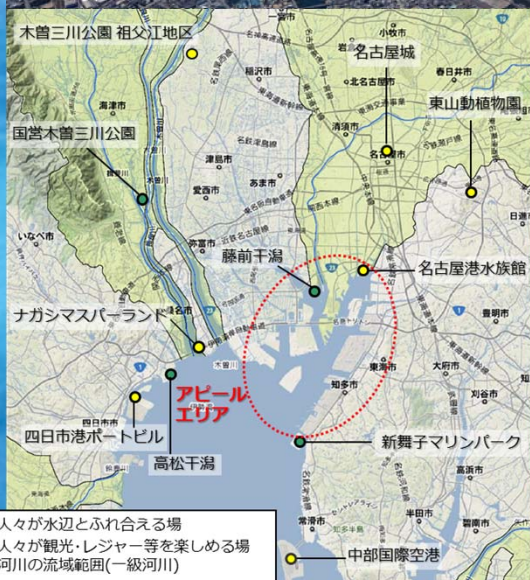 木曽三川公園 祖父江地区
名古屋城
東山動植物園
国営木曽三川公園
藤前干潟
名古屋港水族館
ナガシマスパーランド
アピール
エリア
四日市港ポートビル
高松干潟
新舞子マリンパーク
中部国際空港
人々が水辺とふれ合える場
人々が観光・レジャー等を楽しめる場
河川の流域範囲(一級河川)
小牧市
稲沢市
北名古屋市
春日井市
海津市
清須市
津島市
あま市
愛西市
いなべ市
弥富市
豊明市
東海市
大府市
知多市
刈谷市
四日市市
高浜市
常滑市
半田市
碧南市
木曽川